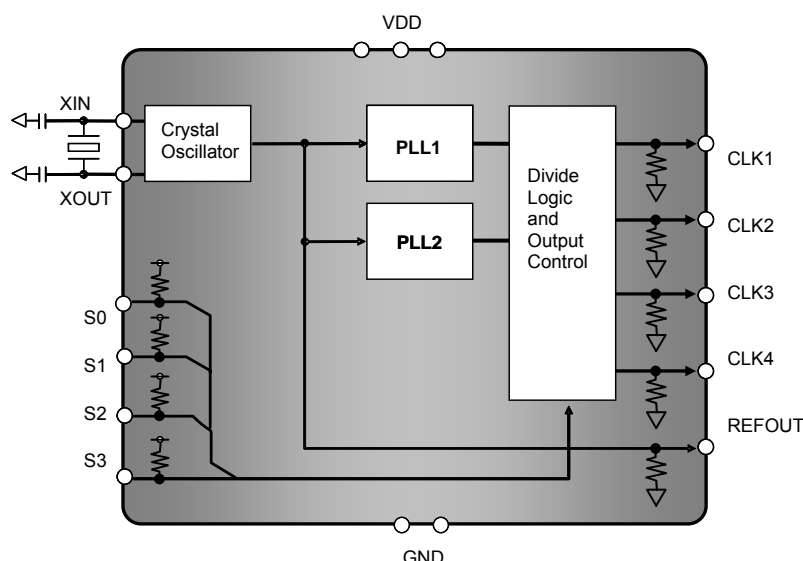 VDD
XIN
Crystal
Oscillator
XOUT
PLL1
PLL2
Divide
Logic
and
Output
Control
CLK1
CLK2
CLK3
CLK4
REFOUT
S0
S1
S2
S3
GND